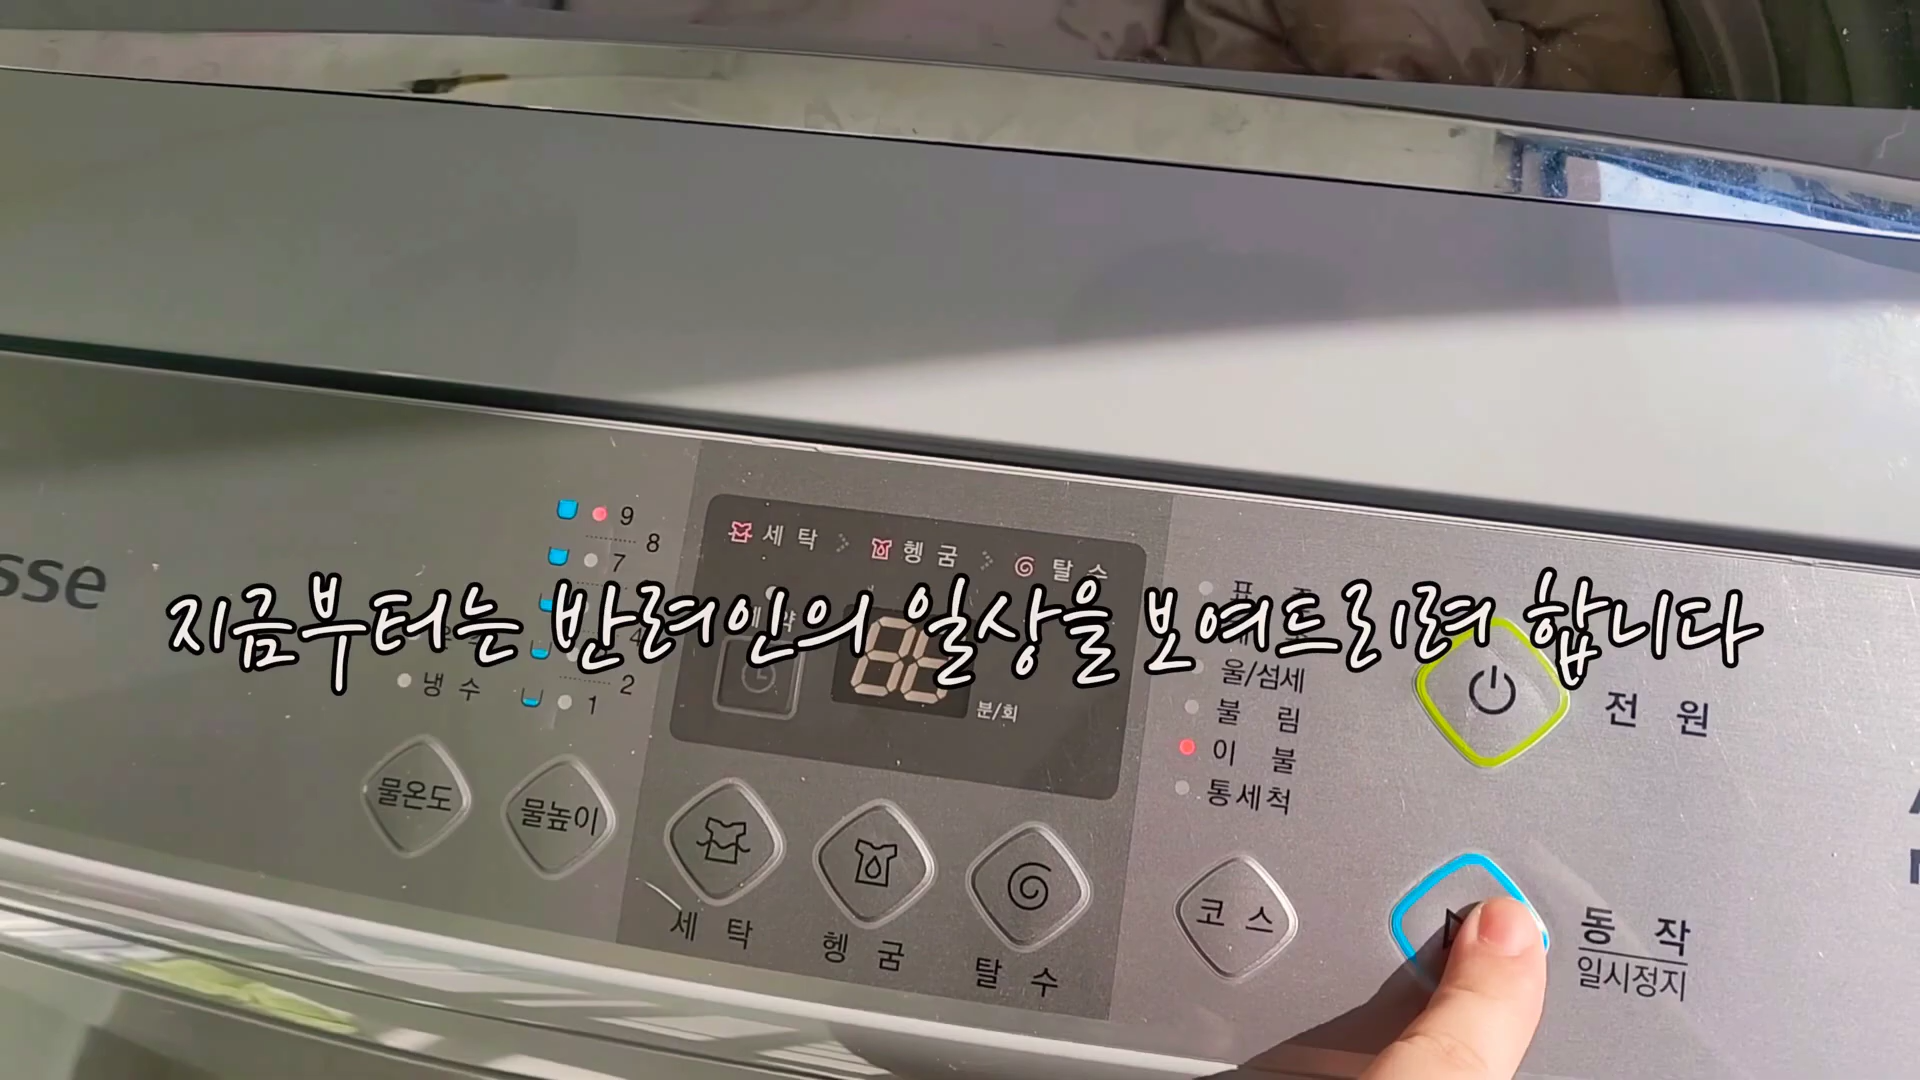 sse
9
8
7
4
2
1
냉 수
세 탁
헹 굼
탈 수
지금부터는 반려인의 일상을 보여드리려 합니다
분/회
울/섬세
불 림
이 불
통세척
전 원
물온도
물높이
세 탁
헹 굼
탈 수
코 스
동 작
일시정지